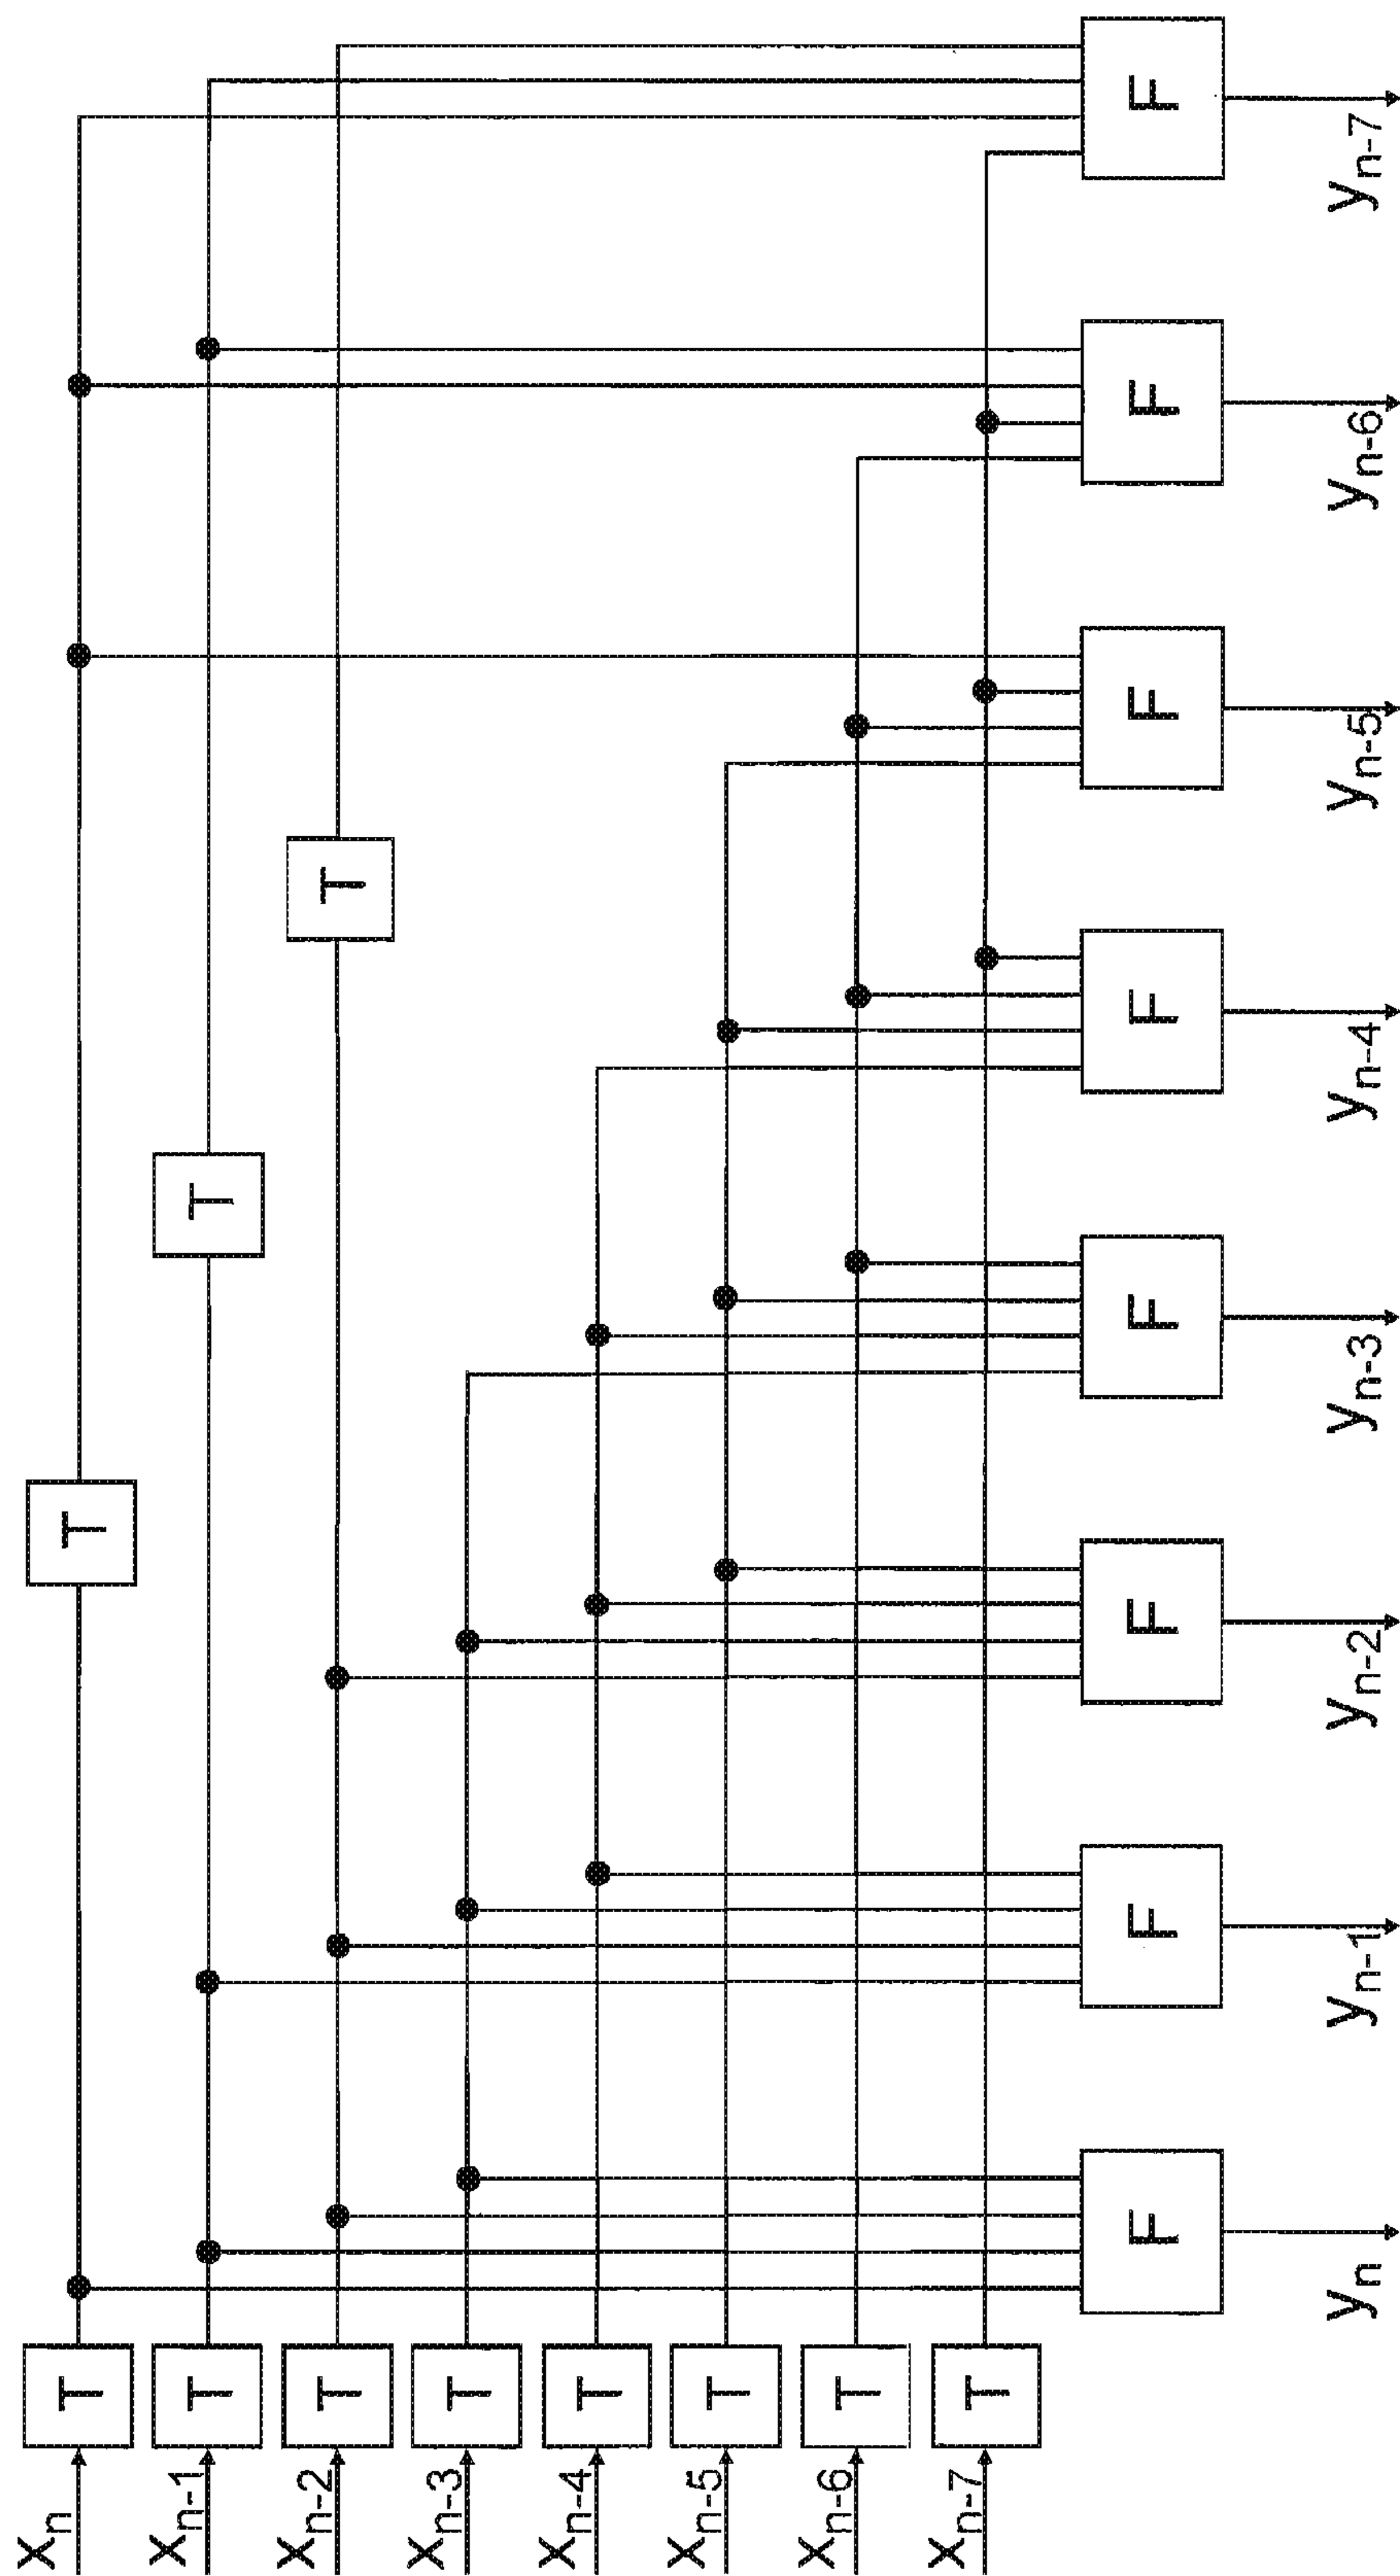 xₙ T T
xₙ₋₁ T T
xₙ₋₂ T T
xₙ₋₃ T
xₙ₋₄ T
xₙ₋₅ T
xₙ₋₆ T
xₙ₋₇ T
F F F F F F F F
yₙ yₙ₋₁ yₙ₋₂ yₙ₋₃ yₙ₋₄ yₙ₋₅ yₙ₋₆ yₙ₋₇